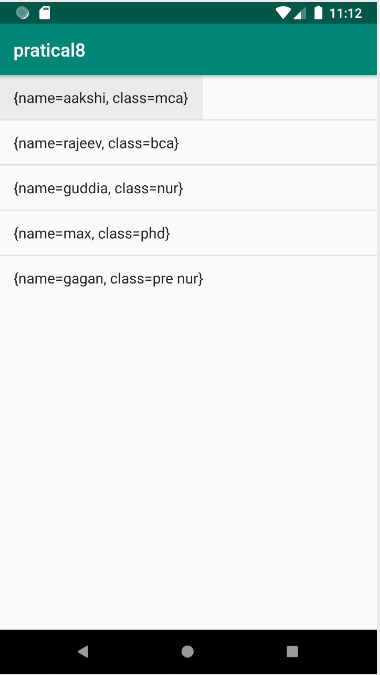 11:12
pratical8
{name=aakshi, class=mca}
{name=rajeev, class=bca}
{name=guddia, class=nur}
{name=max, class=phd}
{name=gagan, class=pre nur}